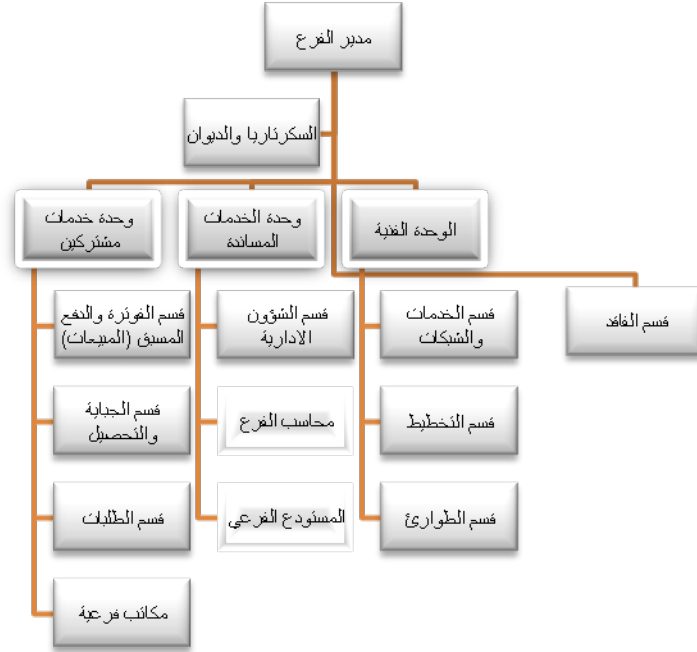 مدير الفرع
السكرتاريا والديوان
الوحدة الفنية
وحدة الخدمات
المساندة
وحدة خدمات
مشتركين
قسم الفاقد
قسم الخدمات
والشبكات
قسم الشؤون
الادارية
قسم الفوترة والدفع
المسبق (المبيعات)
قسم التخطيط
محاسب الفرع
قسم الجباية
والتحصيل
قسم الطوارئ
المستودع الفرعي
قسم الطلبات
مكاتب فرعية